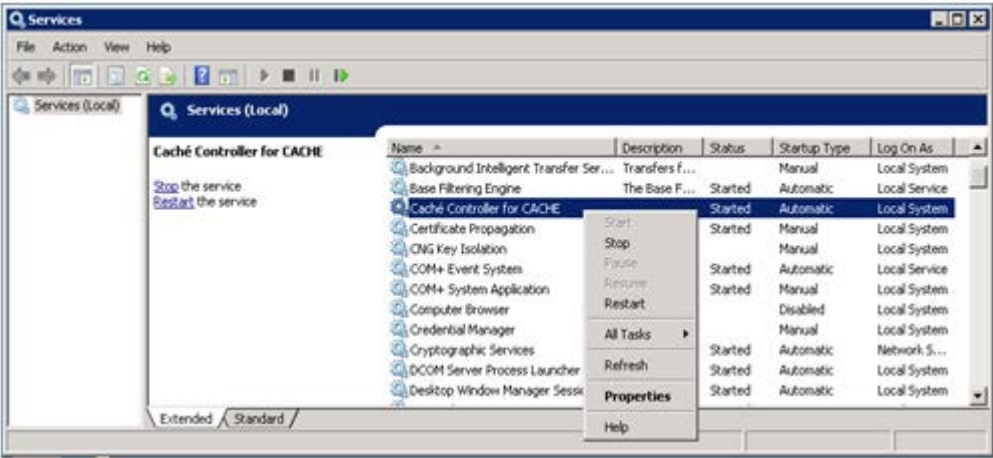 Services
File Action View Help
Services (Local)
Services (Local)
Caché Controller for CACHE
Stop the service
Restart the service
Name Description Status Startup Type Log On As
Background Intelligent Transfer Ser... Transfers f... Manual Local System
Base Filtering Engine The Base F... Started Automatic Local Service
Caché Controller for CACHE Started Automatic Local System
Certificate Propagation Started Manual Local System
CNG Key Isolation Manual Local System
COM+ Event System Started Automatic Local Service
COM+ System Application Started Manual Local System
Computer Browser Disabled Local System
Credential Manager Manual Local System
Cryptographic Services Started Automatic Network S...
DCOM Server Process Launcher Started Automatic Local System
Desktop Window Manager Sessi Started Automatic Local System
Start
Stop
Pause
Resume
Restart
All Tasks
Refresh
Properties
Help
Extended Standard